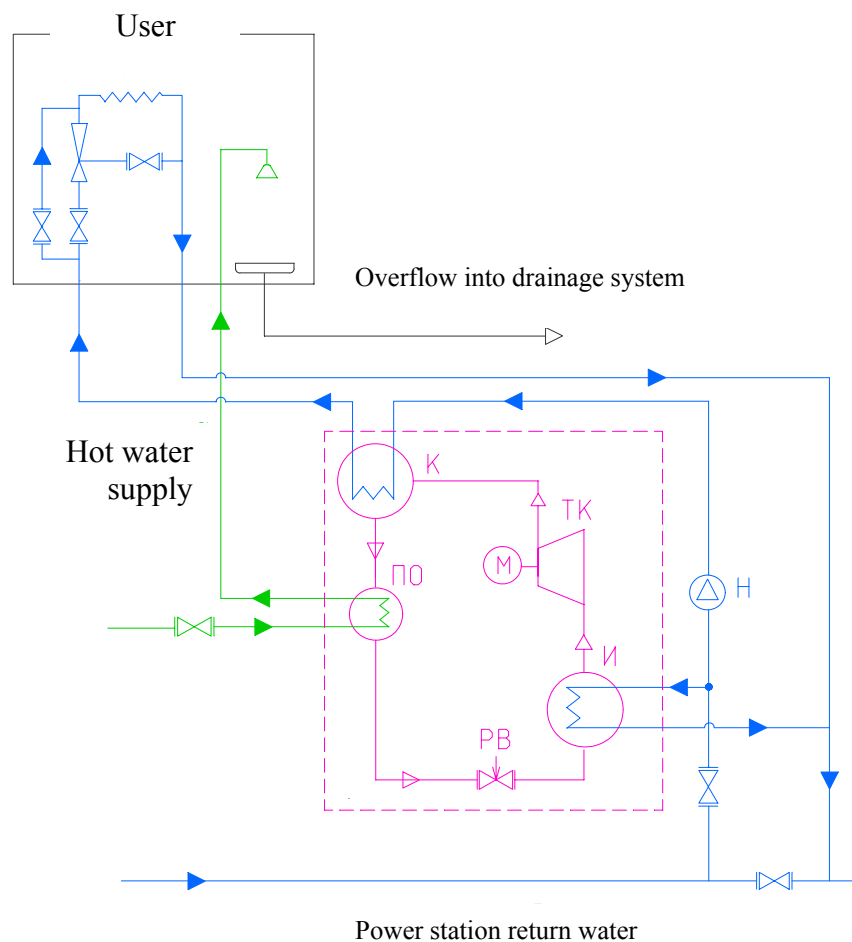 User
Overflow into drainage system
Hot water
supply
К
ТК
М
ПО
Н
И
РВ
Power station return water